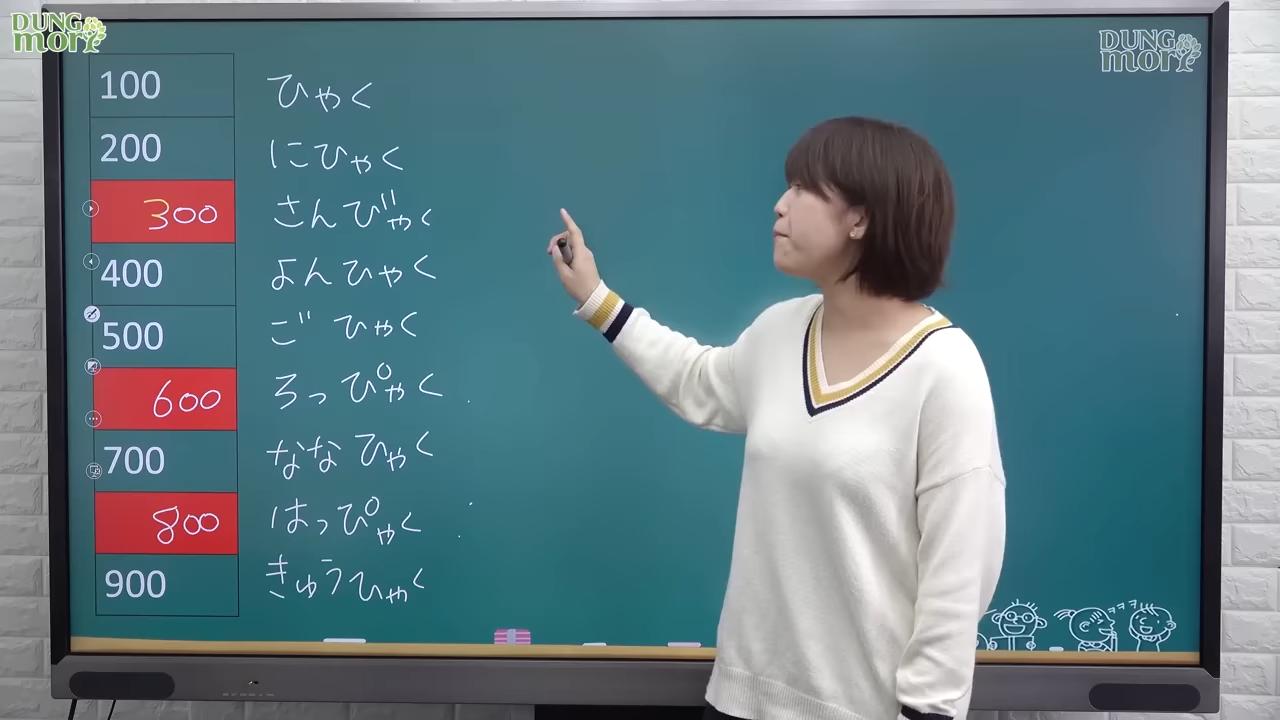 DUNG
mori
DUNG
mori
100 ひゃく
200 にひゃく
300 さんびゃく
400 よんひゃく
500 ごひゃく
600 ろっぴゃく
700 ななひゃく
800 はっぴゃく
900 きゅうひゃく